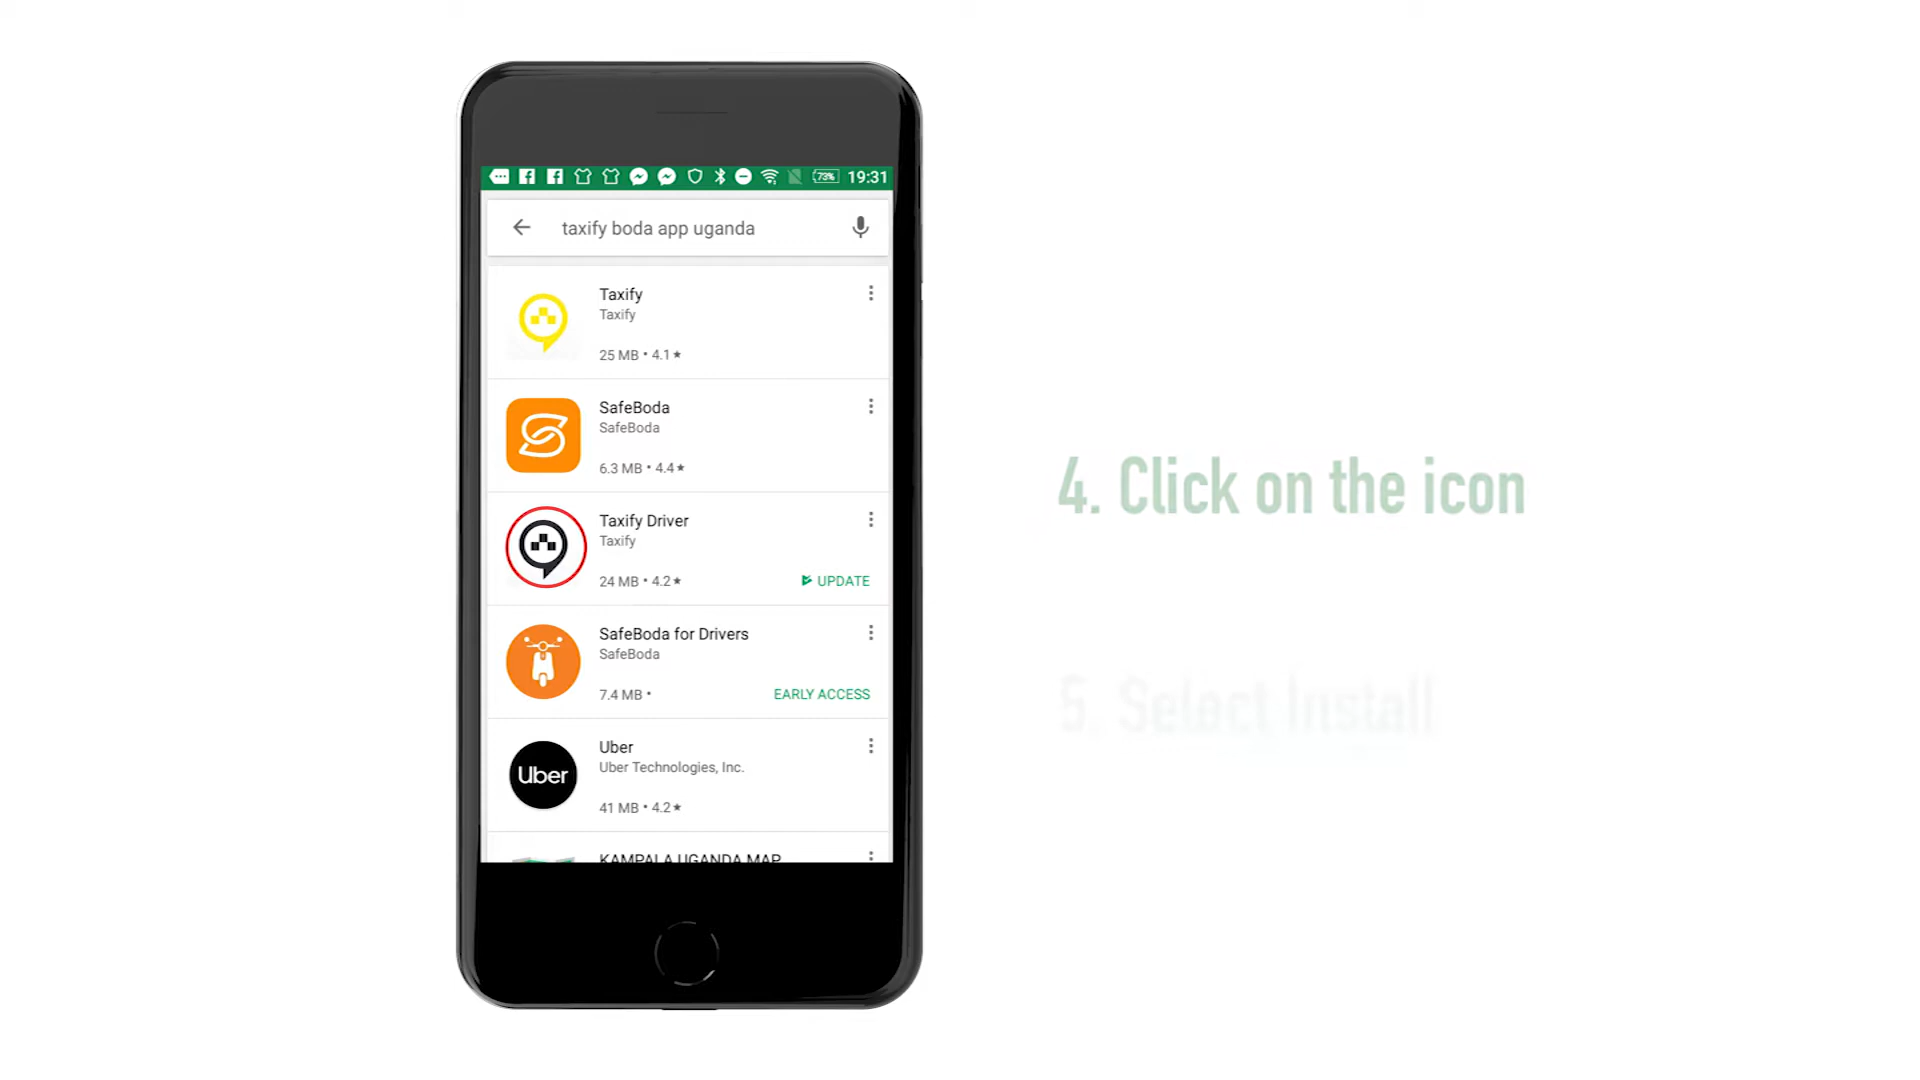 73% 19:31
taxify boda app uganda
Taxify
Taxify
25 MB • 4.1★
SafeBoda
SafeBoda
6.3 MB • 4.4★
Taxify Driver
Taxify
24 MB • 4.2★ UPDATE
SafeBoda for Drivers
SafeBoda
7.4 MB • EARLY ACCESS
Uber
Uber
Uber Technologies, Inc.
41 MB • 4.2★
KAMPALA UGANDA MAP
4. Click on the icon
5. Select Install